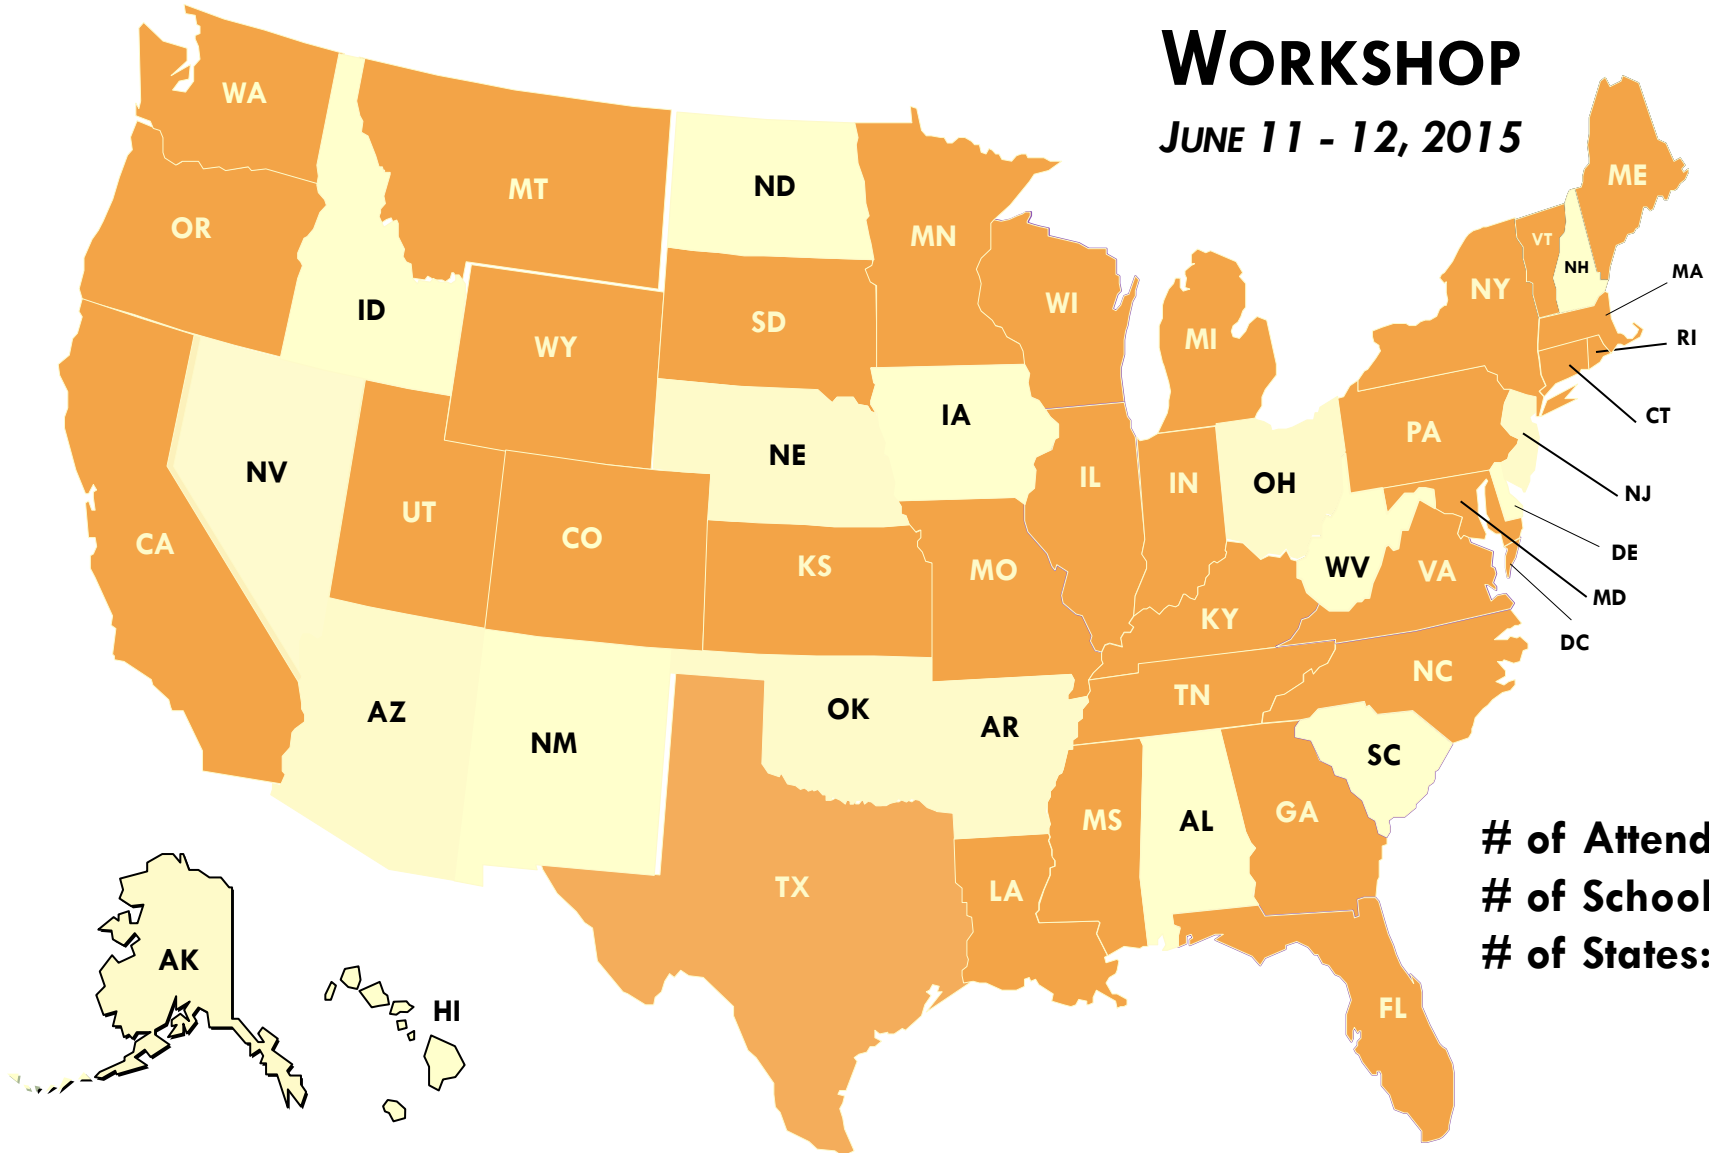 WORKSHOP
JUNE 11 - 12, 2015
WA
MT
ND
MN
ME
OR
ID
WY
SD
WI
MI
NY
VT
NH
MA
RI
CT
NJ
DE
MD
DC
CA
NV
UT
CO
NE
KS
IA
MO
IL
IN
OH
PA
WV
VA
KY
NC
TN
AZ
NM
OK
AR
SC
TX
LA
MS
AL
GA
FL
AK
HI
# of Attend
# of School
# of States: